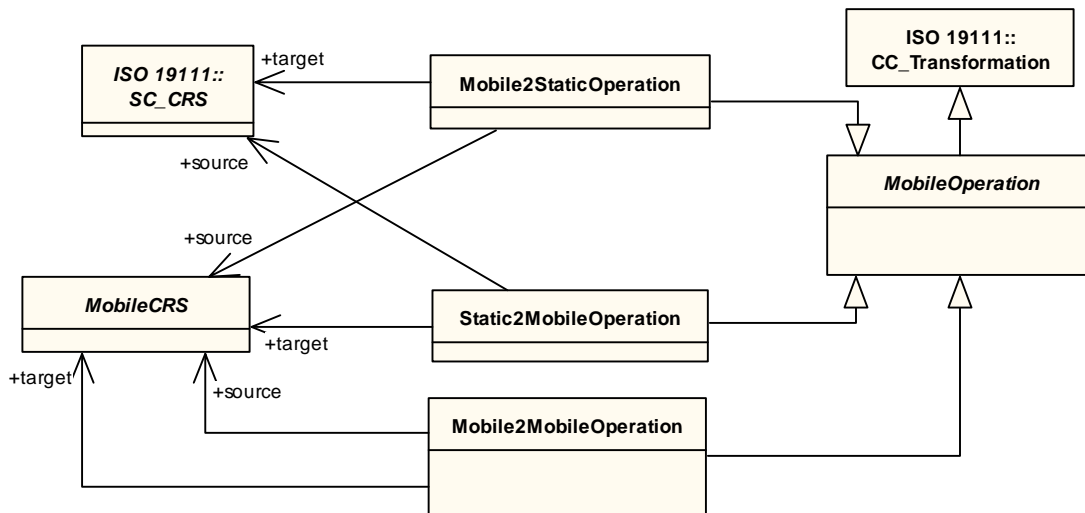 ISO 19111::
SC_CRS
+target
Mobile2StaticOperation
ISO 19111::
CC_Transformation
+source
MobileOperation
+source
MobileCRS
Static2MobileOperation
+target
+target
+source
Mobile2MobileOperation